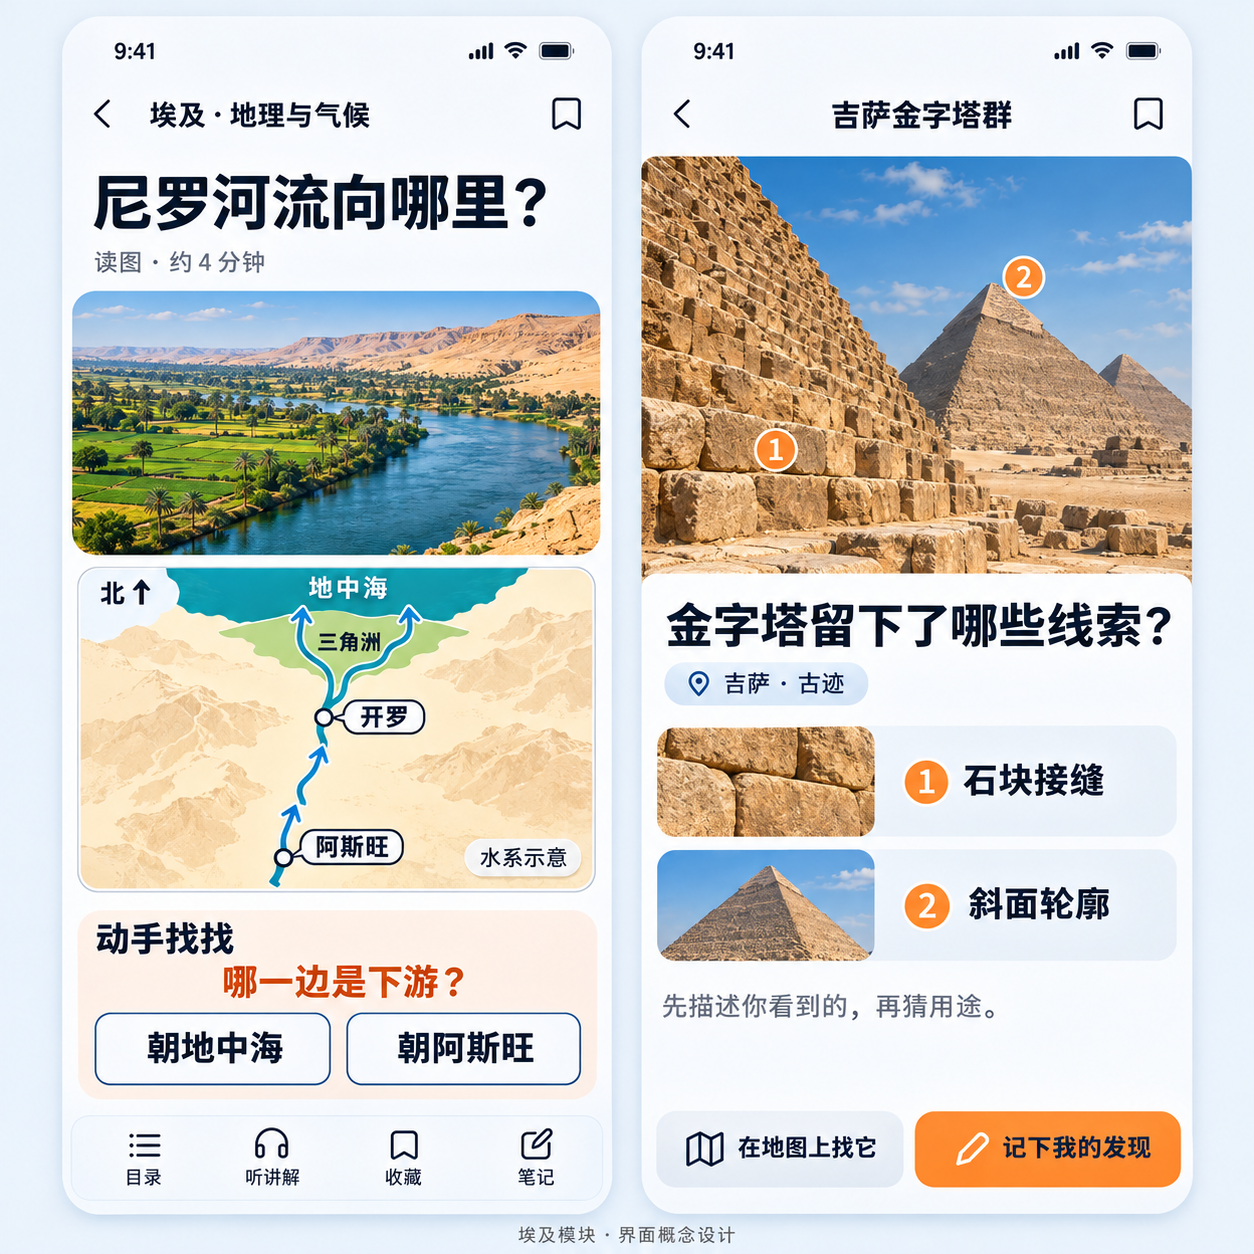 9:41
埃及·地理与气候
尼罗河流向哪里？
读图·约 4 分钟
北
地中海
三角洲
开罗
阿斯旺
水系示意
动手找找
哪一边是下游？
朝地中海
朝阿斯旺
目录
听讲解
收藏
笔记
9:41
吉萨金字塔群
2
1
金字塔留下了哪些线索？
吉萨·古迹
1 石块接缝
2 斜面轮廓
先描述你看到的，再猜用途。
在地图上找它
记下我的发现
埃及模块·界面概念设计